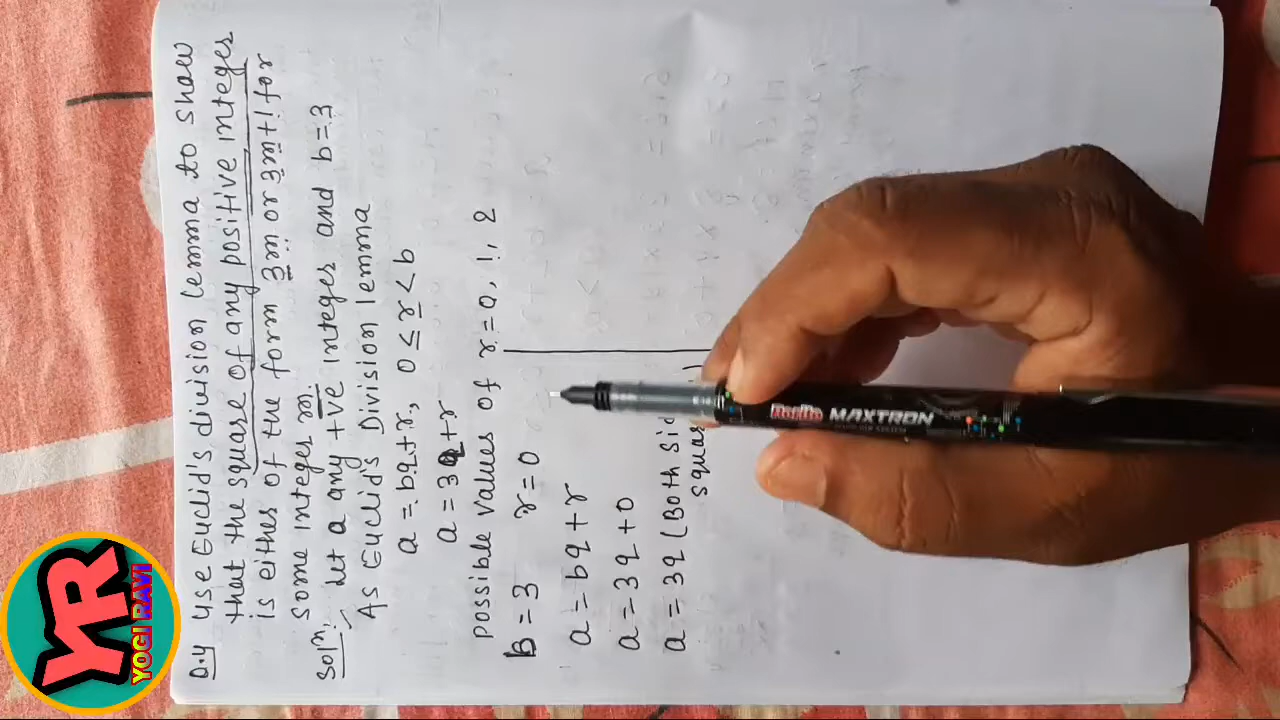 Q.4 Use Euclid's division lemma to show
that the square of any positive integer
is either of the form 3m or 3m+1 for
some integer m.
Soln, Let a any +ve integer and b=3
As Euclid's Division lemma
a=bq+r, 0≤r<b
a=3q+r
possible values of r=0,1,2
B=3 r=0
a=bq+r
a=3q+0
a=3q (Both Sid
squa
Rorito MAXTRON
YR
YOGI RAVI